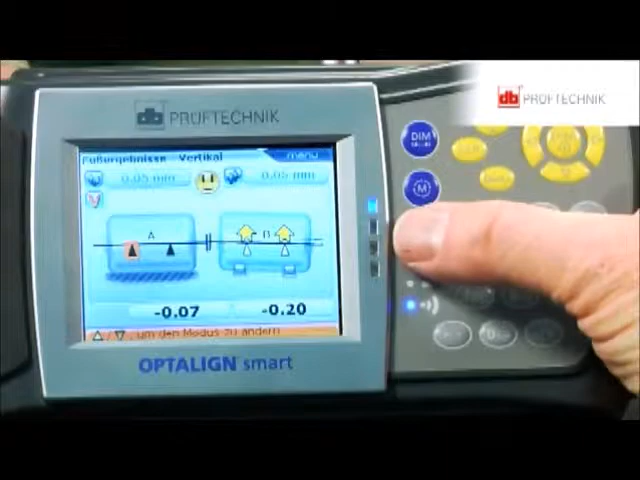 PRÜFTECHNIK
PRÜFTECHNIK
Fußergebnisse - Vertikal
menu
0.05 mm
0.05 mm
A
B
-0.07
-0.20
um den Modus zu ändern
OPTALIGN smart
DIM
M